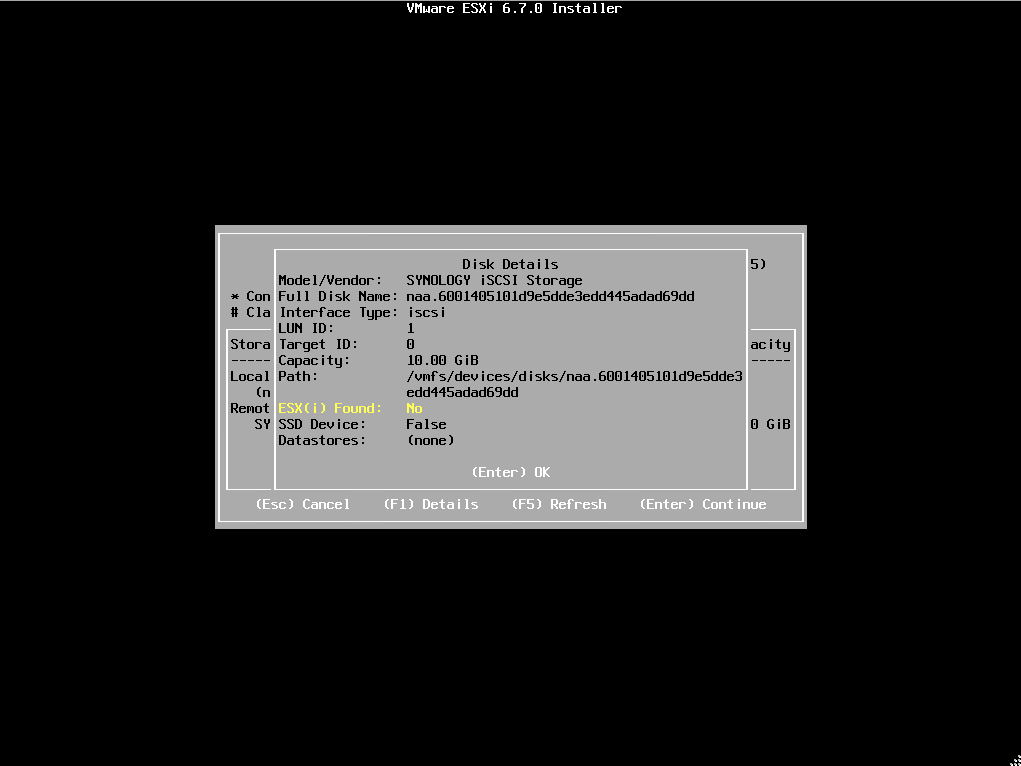 VMware ESXi 6.7.0 Installer
Disk Details 5)
Model/Vendor: SYNOLOGY iSCSI Storage
* Con Full Disk Name: naa.6001405101d9e5dde3edd445adad69dd
# Cla Interface Type: iscsi
LUN ID: 1
Stora Target ID: 0 acity
----- Capacity: 10.00 GiB -----
Local Path: /vmfs/devices/disks/naa.6001405101d9e5dde3
(n edd445adad69dd
Remot ESX(i) Found: No
SY SSD Device: False 0 GiB
Datastores: (none)
(Enter) OK
(Esc) Cancel (F1) Details (F5) Refresh (Enter) Continue